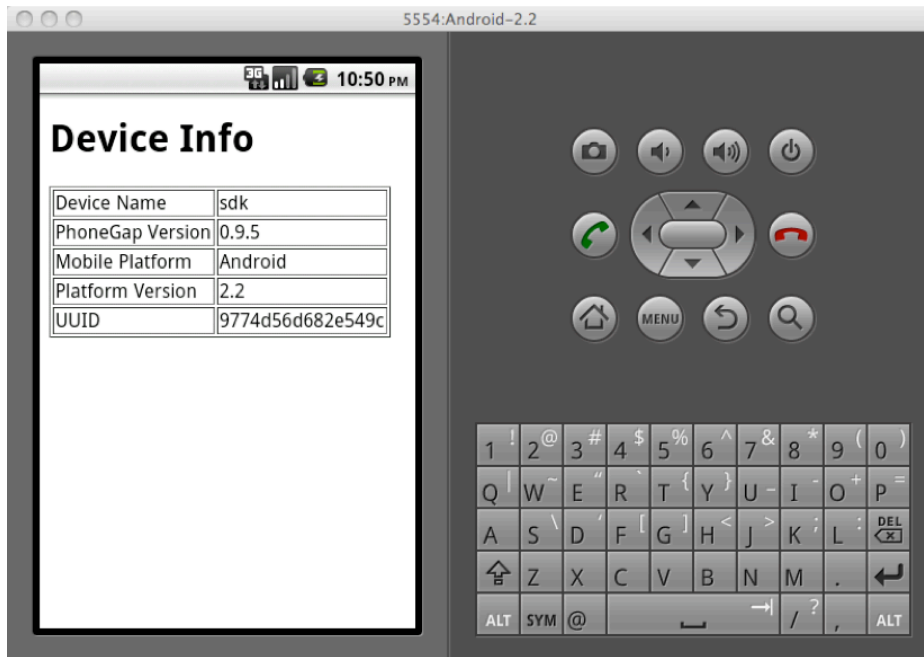 5554:Android-2.2
3G 10:50 PM
Device Info
Device Name sdk
PhoneGap Version 0.9.5
Mobile Platform Android
Platform Version 2.2
UUID 9774d56d682e549c
MENU
1 ! 2 @ 3 # 4 $ 5 % 6 ^ 7 & 8 * 9 ( 0 )
Q | W ~ E " R ` T { Y } U _ I - O + P =
A S \ D ' F [ G ] H < J > K ; L : DEL
Z X C V B N M .
ALT SYM @ / ? , ALT